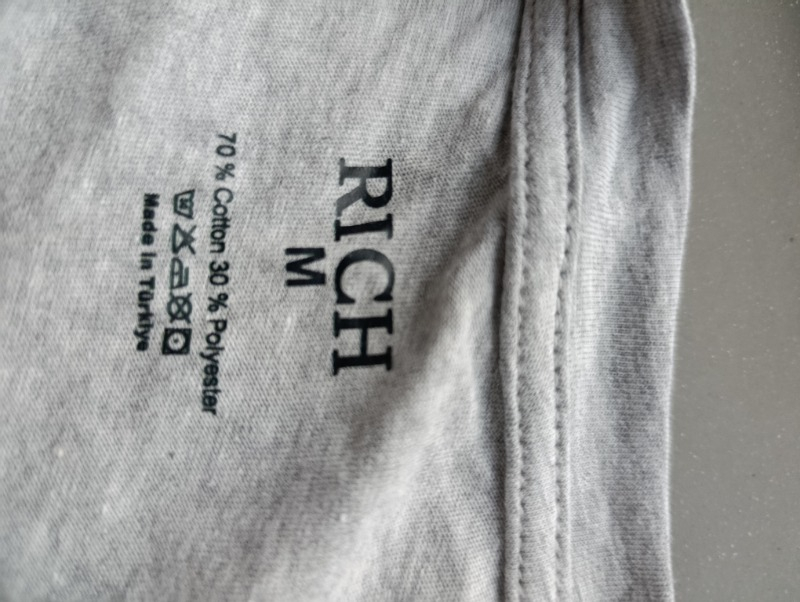 RICH
M
70 % Cotton 30 % Polyester
Made In Türkiye